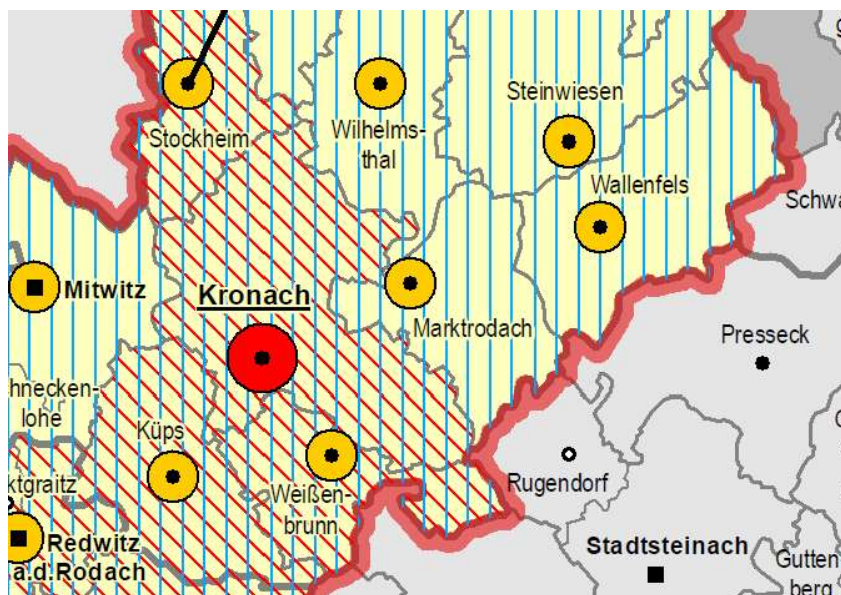 Steinwiesen
Stockheim
Wilhelms-
thal
Wallenfels
Schwa
Mitwitz
Kronach
Marktrodach
Presseck
hnecken-
lohe
Küps
ktgraitz
Weißen-
brunn
Rugendorf
Redwitz
a.d.Rodach
Stadtsteinach
Gutten
berg